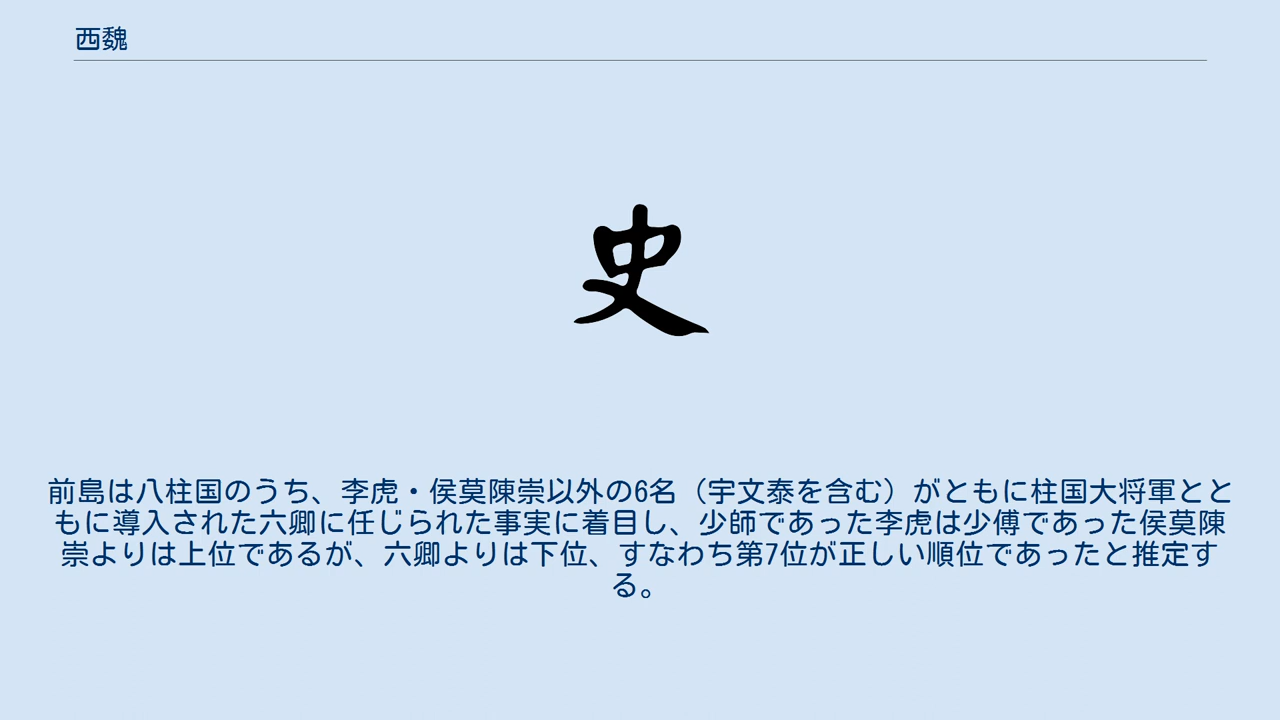 西魏
史
前島は八柱国のうち、李虎・侯莫陳崇以外の6名（宇文泰を含む）がともに柱国大将軍とと
もに導入された六卿に任じられた事実に着目し、少師であった李虎は少傅であった侯莫陳
崇よりは上位であるが、六卿よりは下位、すなわち第7位が正しい順位であったと推定す
る。